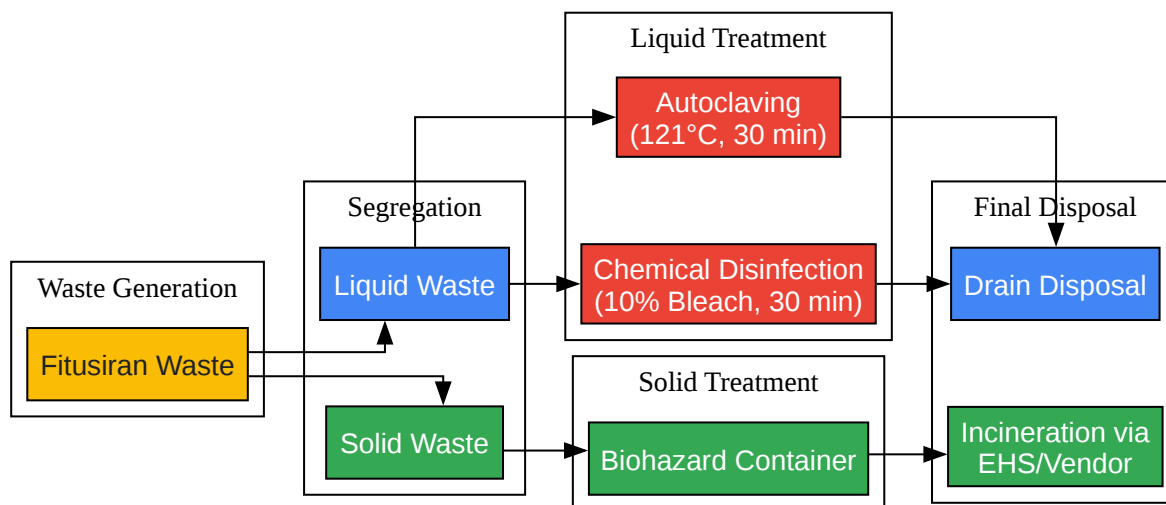 Waste Generation
Fitusiran Waste
Segregation
Liquid Waste
Solid Waste
Liquid Treatment
Autoclaving
(121°C, 30 min)
Chemical Disinfection
(10% Bleach, 30 min)
Solid Treatment
Biohazard Container
Final Disposal
Drain Disposal
Incineration via
EHS/Vendor